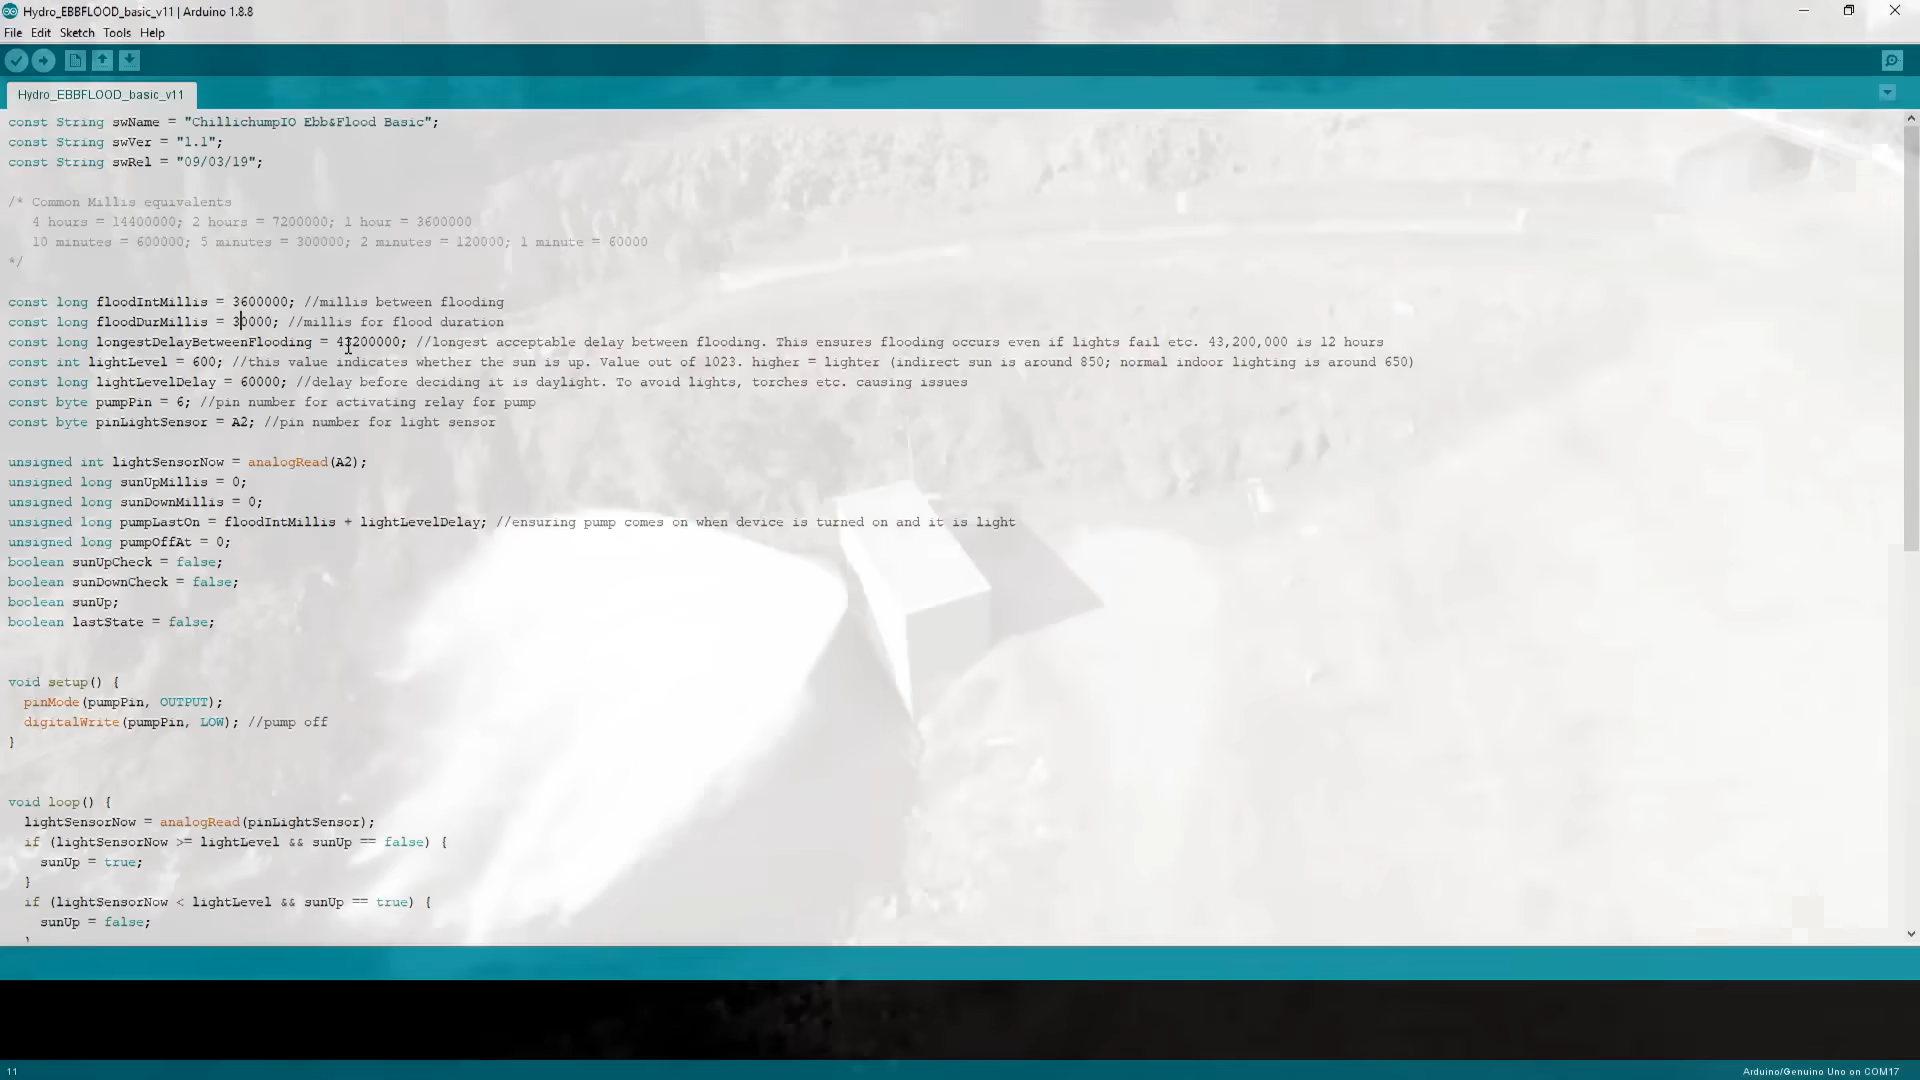 Hydro_EBBFLOOD_basic_v11 | Arduino 1.8.8
File Edit Sketch Tools Help
Hydro_EBBFLOOD_basic_v11
const String swName = "ChillichumpIO Ebb&Flood Basic";
const String swVer = "1.1";
const String swRel = "09/03/19";
/* Common Millis equivalents
4 hours = 14400000; 2 hours = 7200000; 1 hour = 3600000
10 minutes = 600000; 5 minutes = 300000; 2 minutes = 120000; 1 minute = 60000
*/
const long floodIntMillis = 3600000; //millis between flooding
const long floodDurMillis = 30000; //millis for flood duration
const long longestDelayBetweenFlooding = 43200000; //longest acceptable delay between flooding. This ensures flooding occurs even if lights fail etc. 43,200,000 is 12 hours
const int lightLevel = 600; //this value indicates whether the sun is up. Value out of 1023. higher = lighter (indirect sun is around 850; normal indoor lighting is around 650)
const long lightLevelDelay = 60000; //delay before deciding it is daylight. To avoid lights, torches etc. causing issues
const byte pumpPin = 6; //pin number for activating relay for pump
const byte pinLightSensor = A2; //pin number for light sensor
unsigned int lightSensorNow = analogRead(A2);
unsigned long sunUpMillis = 0;
unsigned long sunDownMillis = 0;
unsigned long pumpLastOn = floodIntMillis + lightLevelDelay; //ensuring pump comes on when device is turned on and it is light
unsigned long pumpOffAt = 0;
boolean sunUpCheck = false;
boolean sunDownCheck = false;
boolean sunUp;
boolean lastState = false;
void setup() {
pinMode(pumpPin, OUTPUT);
digitalWrite(pumpPin, LOW); //pump off
}
void loop() {
lightSensorNow = analogRead(pinLightSensor);
if (lightSensorNow >= lightLevel && sunUp == false) {
sunUp = true;
}
if (lightSensorNow < lightLevel && sunUp == true) {
sunUp = false;
}
11
Arduino/Genuino Uno on COM17